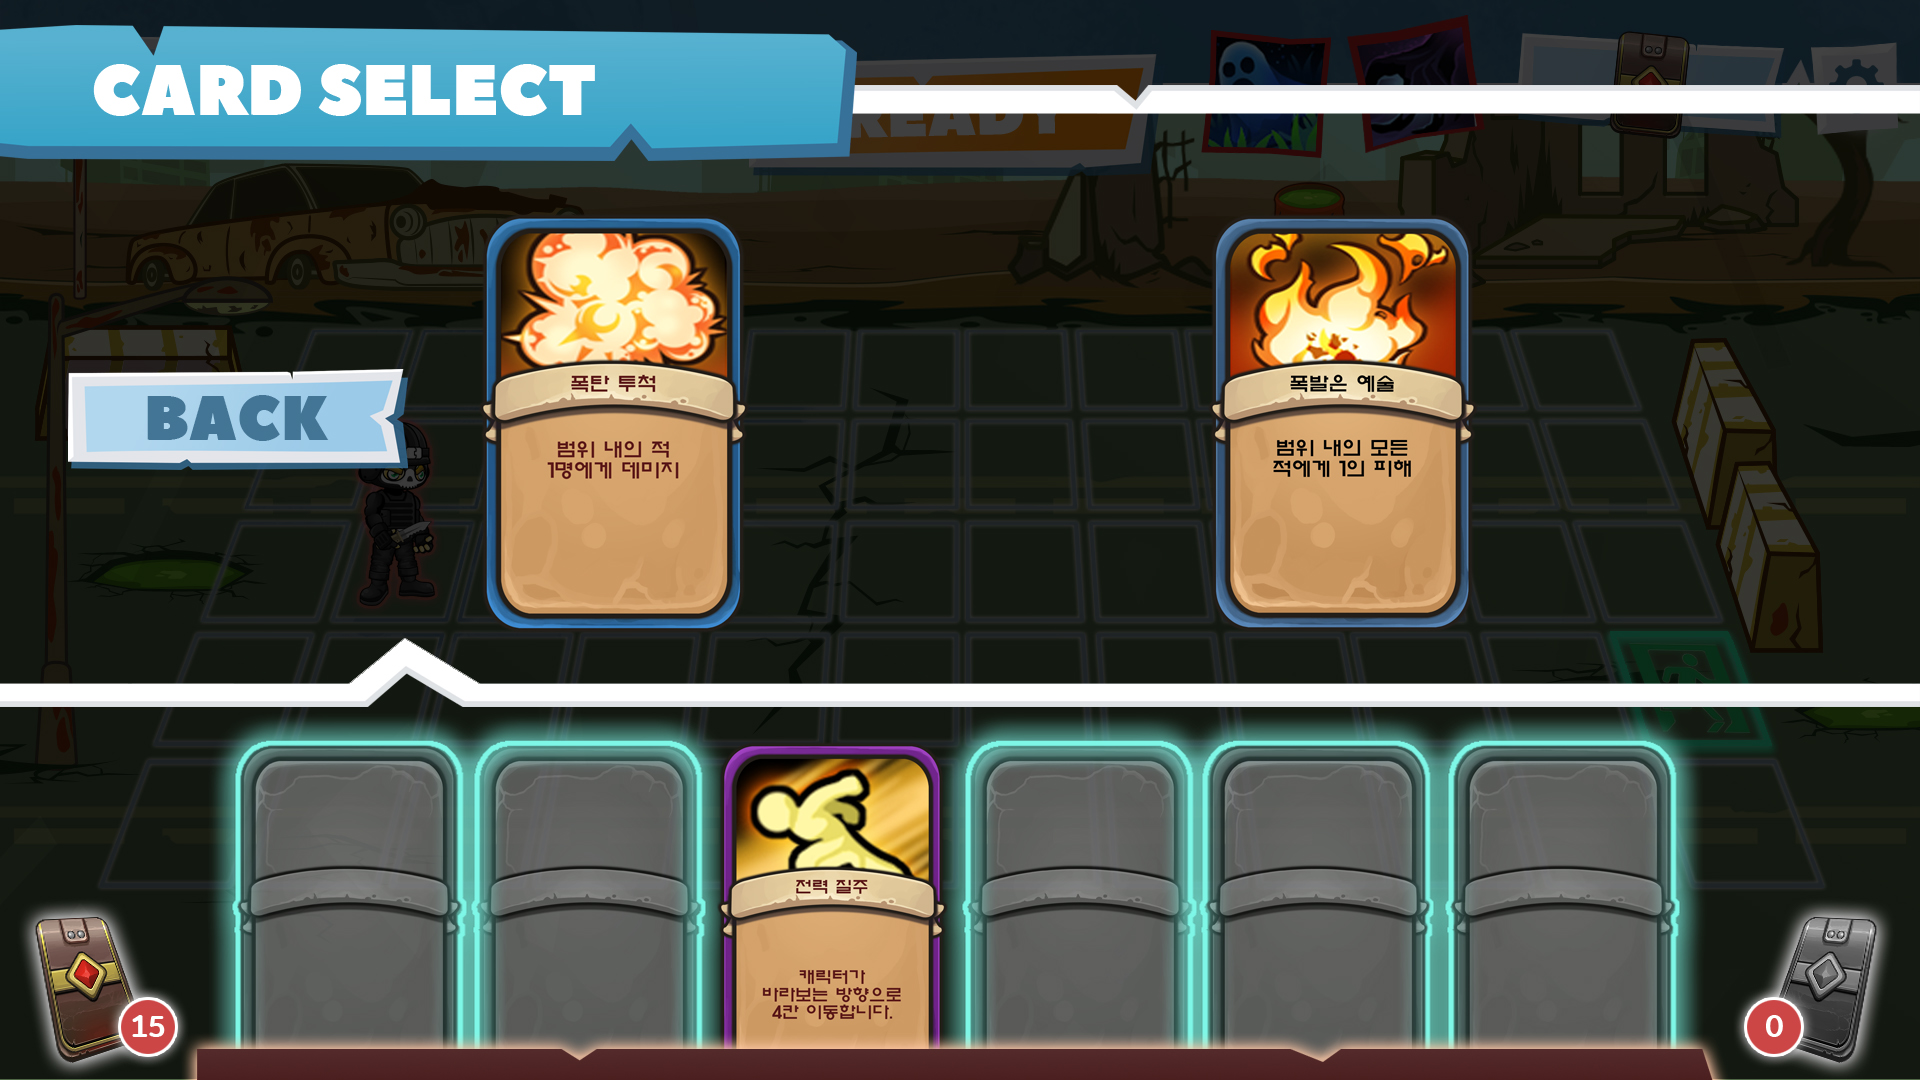 CARD SELECT
READY
BACK
폭탄 투척
범위 내의 적
1명에게 데미지
폭발은 예술
범위 내의 모든
적에게 1의 피해
전력 질주
캐릭터가
바라보는 방향으로
4칸 이동합니다.
15
0